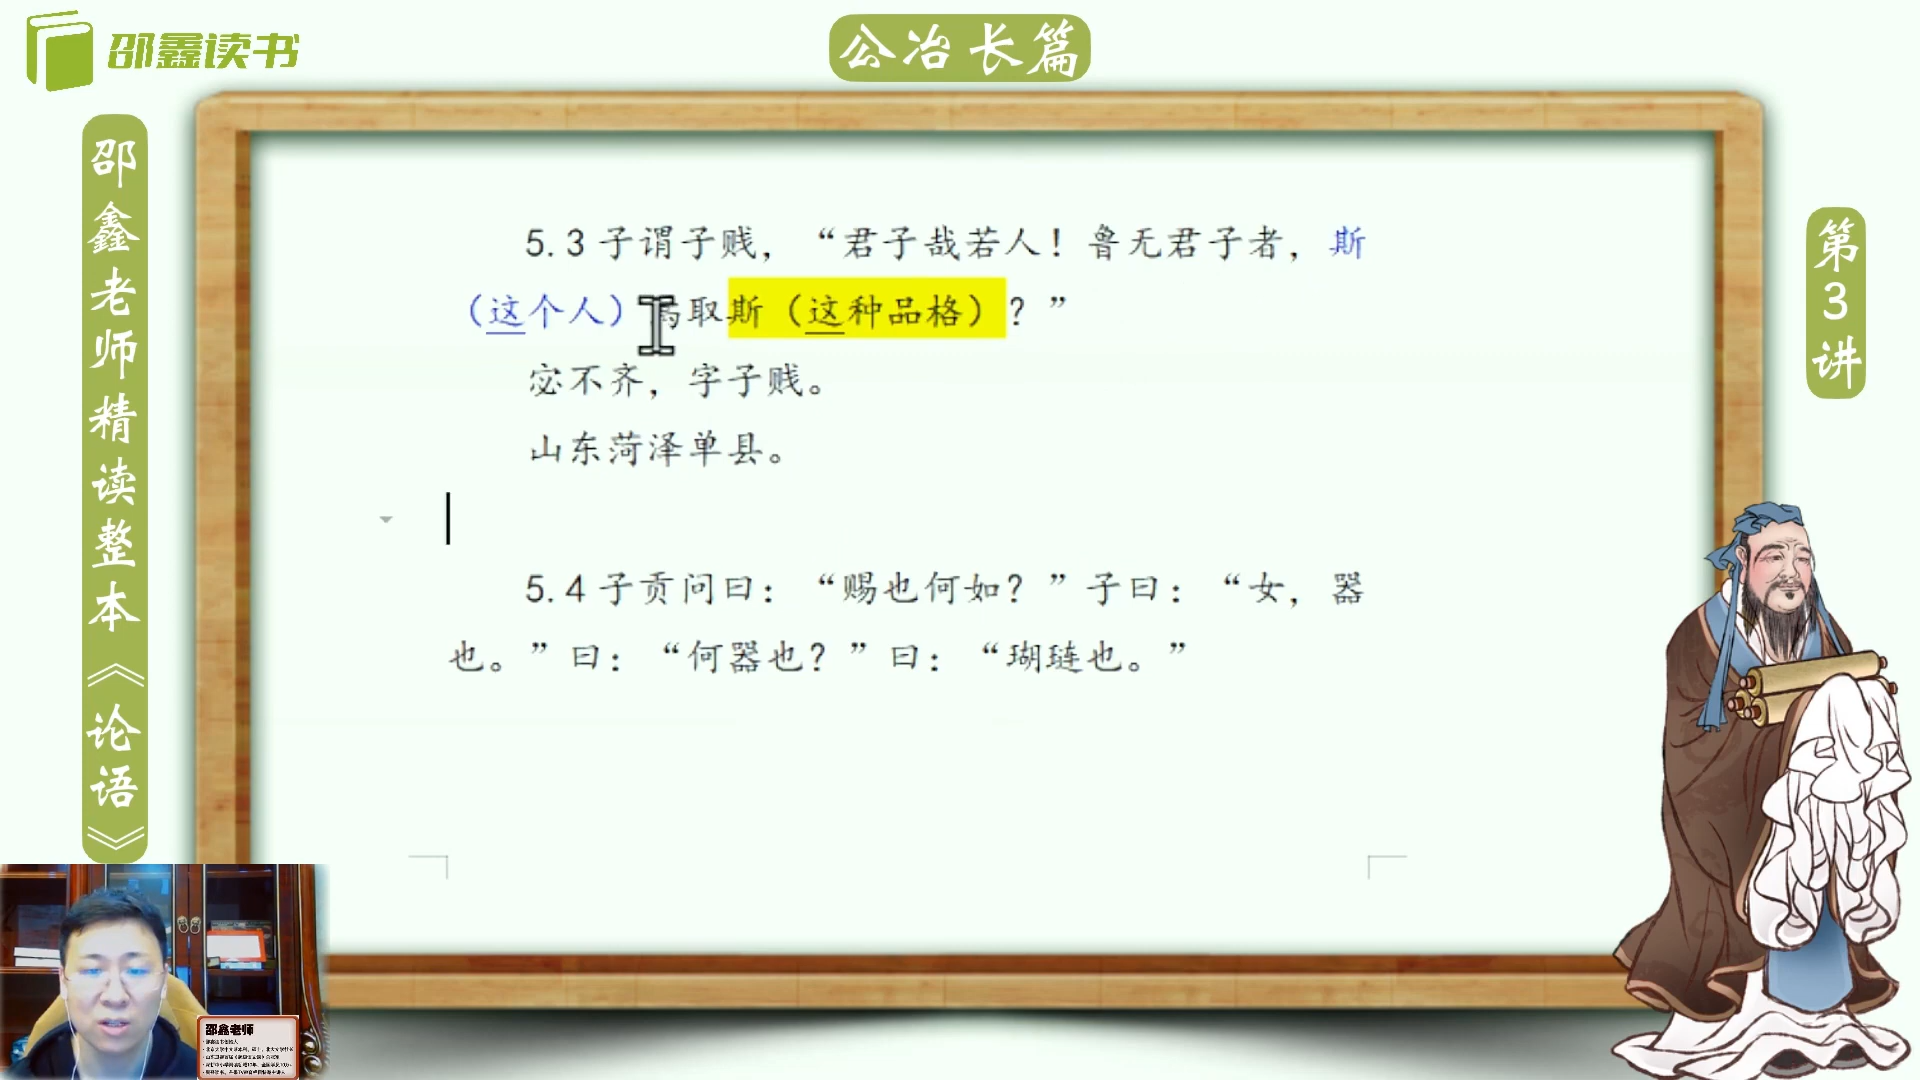 邵鑫读书
公冶长篇
邵鑫老师精读整本《论语》
第3讲
5.3 子谓子贱，“君子哉若人！鲁无君子者，斯
（这个人）焉取斯（这种品格）？”
宓不齐，字子贱。
山东菏泽单县。
5.4 子贡问曰：“赐也何如？”子曰：“女，器
也。”曰：“何器也？”曰：“瑚琏也。”
邵鑫老师